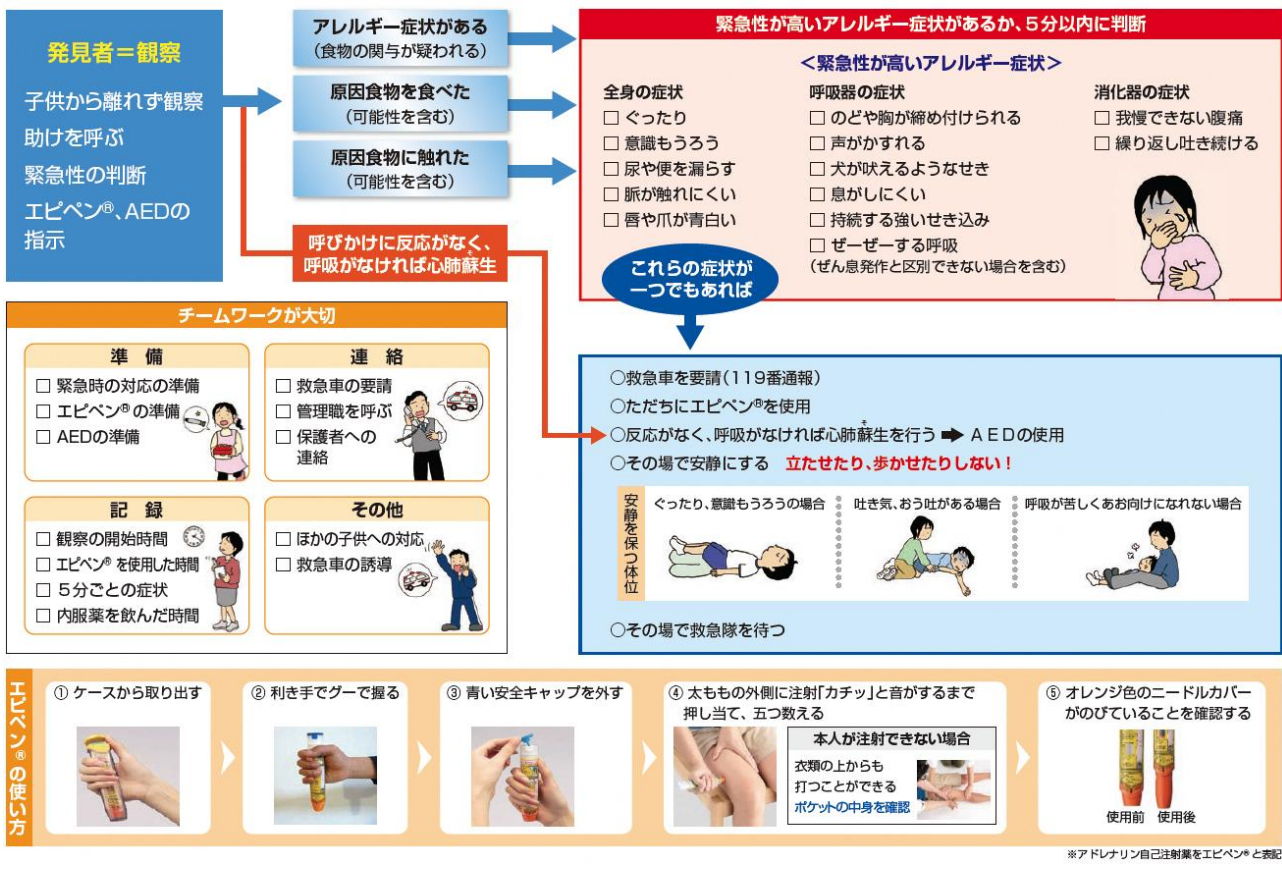 発見者＝観察
子供から離れず観察
助けを呼ぶ
緊急性の判断
エピペン®、AEDの
指示
アレルギー症状がある
（食物の関与が疑われる）
原因食物を食べた
（可能性を含む）
原因食物に触れた
（可能性を含む）
呼びかけに反応がなく、
呼吸がなければ心肺蘇生
そ
緊急性が高いアレルギー症状があるか、5分以内に判断
＜緊急性が高いアレルギー症状＞
全身の症状
□ ぐったり
□ 意識もうろう
□ 尿や便を漏らす
□ 脈が触れにくい
□ 唇や爪が青白い
呼吸器の症状
□ のどや胸が締め付けられる
□ 声がかすれる
□ 犬が吠えるようなせき
□ 息がしにくい
□ 持続する強いせき込み
□ ぜーぜーする呼吸
（ぜん息発作と区別できない場合を含む）
消化器の症状
□ 我慢できない腹痛
□ 繰り返し吐き続ける
これらの症状が
一つでもあれば
チームワークが大切
準 備
□ 緊急時の対応の準備
□ エピペン®の準備
□ AEDの準備
連 絡
□ 救急車の要請
□ 管理職を呼ぶ
□ 保護者への
連絡
記 録
□ 観察の開始時間
□ エピペン®を使用した時間
□ 5分ごとの症状
□ 内服薬を飲んだ時間
その他
□ ほかの子供への対応
□ 救急車の誘導
○救急車を要請（119番通報）
○ただちにエピペン®を使用
そ
○反応がなく、呼吸がなければ心肺蘇生を行う ➡ AEDの使用
○その場で安静にする 立たせたり、歩かせたりしない！
安静を保つ体位
ぐったり、意識もうろうの場合
吐き気、おう吐がある場合
呼吸が苦しくあお向けになれない場合
○その場で救急隊を待つ
エピペン®の使い方
① ケースから取り出す
② 利き手でグーで握る
③ 青い安全キャップを外す
④ 太ももの外側に注射「カチッ」と音がするまで
押し当て、五つ数える
本人が注射できない場合
衣類の上からも
打つことができる
ポケットの中身を確認
⑤ オレンジ色のニードルカバー
がのびていることを確認する
使用前 使用後
※アドレナリン自己注射薬をエピペン®と表記